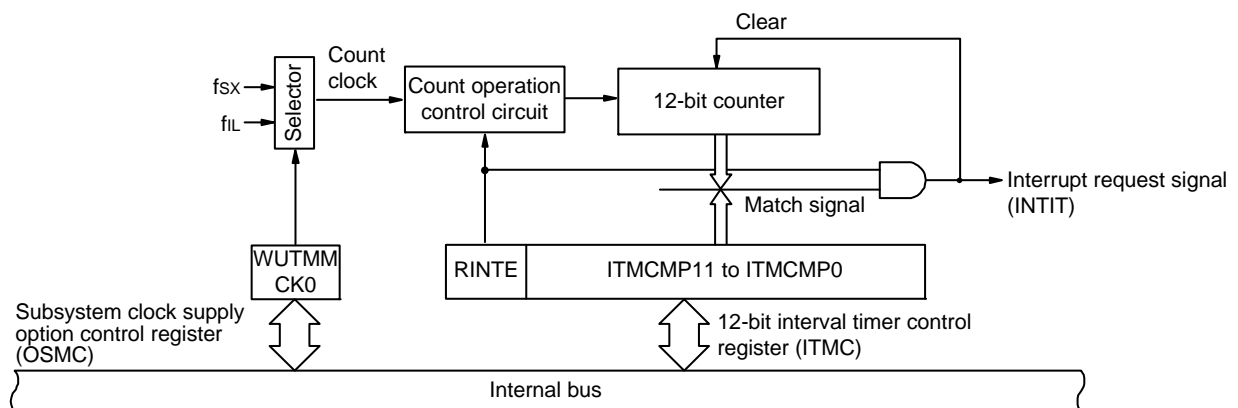 Clear
Count
clock
fSX
fIL
Selector
Count operation
control circuit
12-bit counter
Match signal
Interrupt request signal
(INTIT)
WUTMM
CK0
RINTE
ITMCMP11 to ITMCMP0
Subsystem clock supply
option control register
(OSMC)
12-bit interval timer control
register (ITMC)
Internal bus